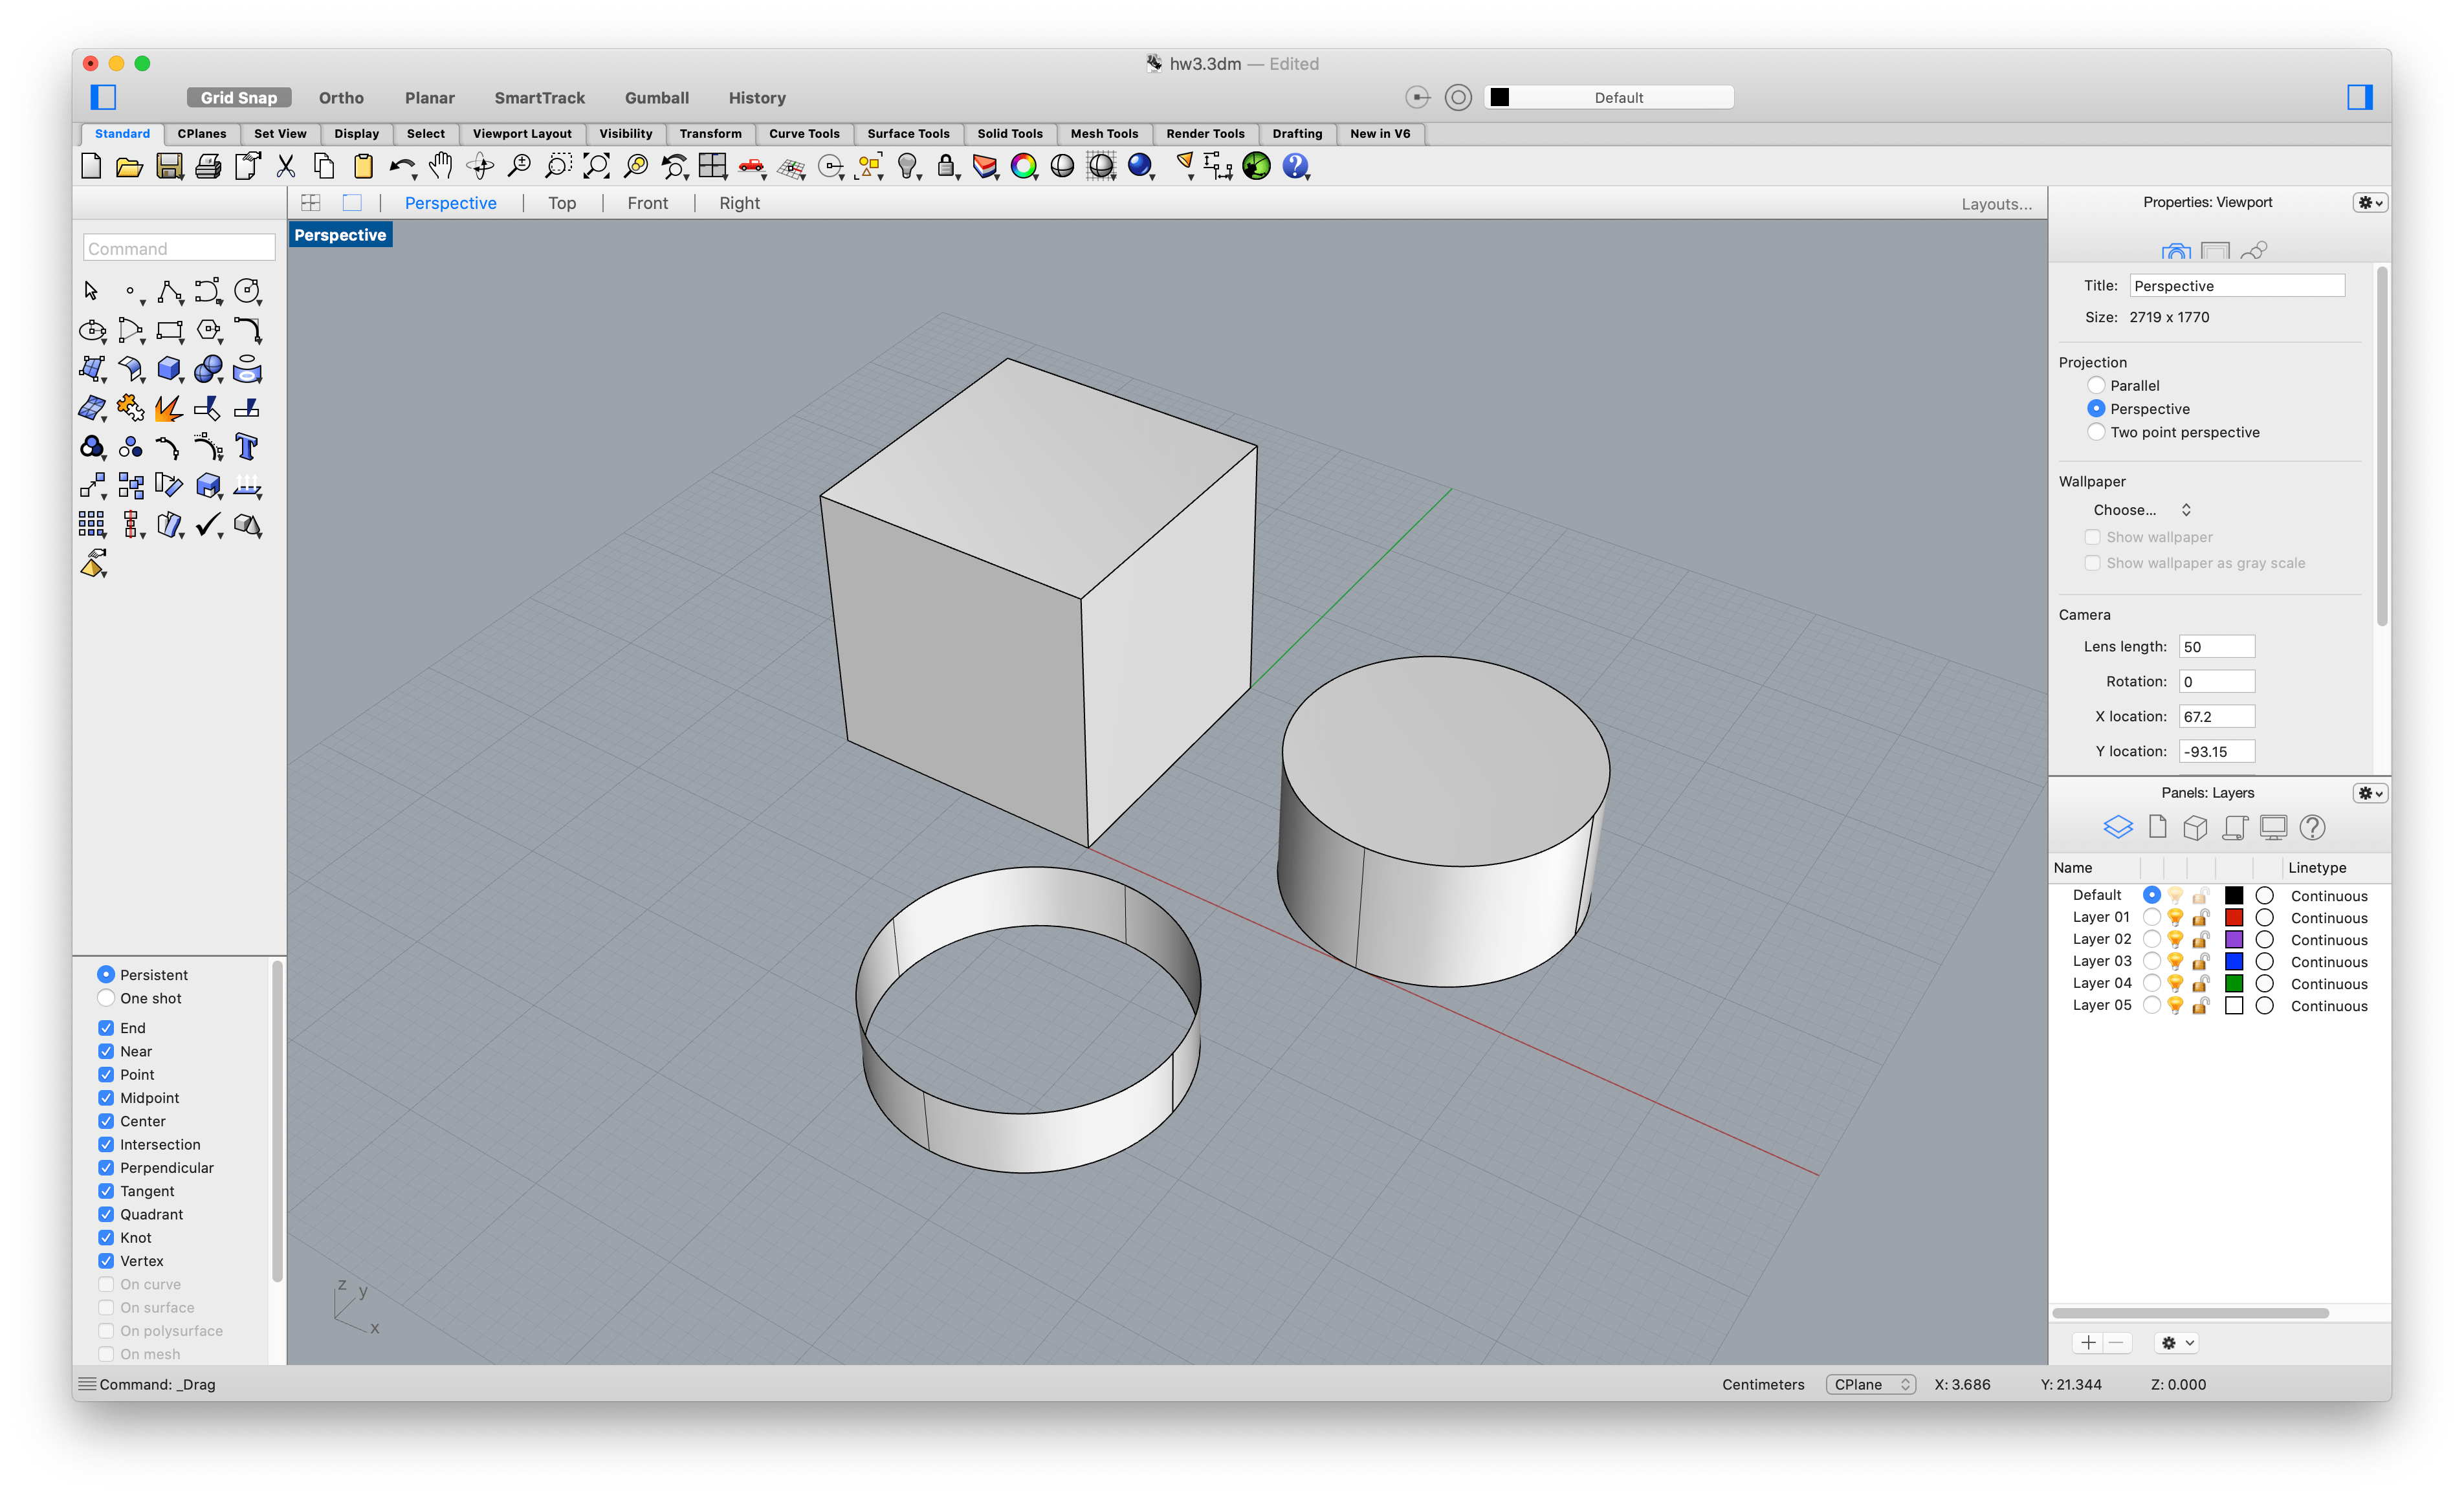 hw3.3dm — Edited
Grid Snap Ortho Planar SmartTrack Gumball History Default
Standard CPlanes Set View Display Select Viewport Layout Visibility Transform Curve Tools Surface Tools Solid Tools Mesh Tools Render Tools Drafting New in V6
Perspective | Top | Front | Right Layouts...
Command
Persistent
One shot
End
Near
Point
Midpoint
Center
Intersection
Perpendicular
Tangent
Quadrant
Knot
Vertex
On curve
On surface
On polysurface
On mesh
Perspective
z
y
x
Properties: Viewport
Title: Perspective
Size: 2719 x 1770
Projection
Parallel
Perspective
Two point perspective
Wallpaper
Choose...
Show wallpaper
Show wallpaper as gray scale
Camera
Lens length: 50
Rotation: 0
X location: 67.2
Y location: -93.15
Panels: Layers
Name Linetype
Default Continuous
Layer 01 Continuous
Layer 02 Continuous
Layer 03 Continuous
Layer 04 Continuous
Layer 05 Continuous
Command: _Drag Centimeters CPlane X: 3.686 Y: 21.344 Z: 0.000